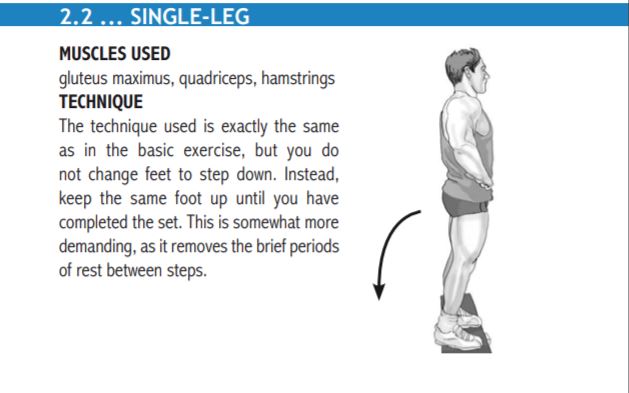 2.2 ... SINGLE-LEG
MUSCLES USED
gluteus maximus, quadriceps, hamstrings
TECHNIQUE
The technique used is exactly the same
as in the basic exercise, but you do
not change feet to step down. Instead,
keep the same foot up until you have
completed the set. This is somewhat more
demanding, as it removes the brief periods
of rest between steps.